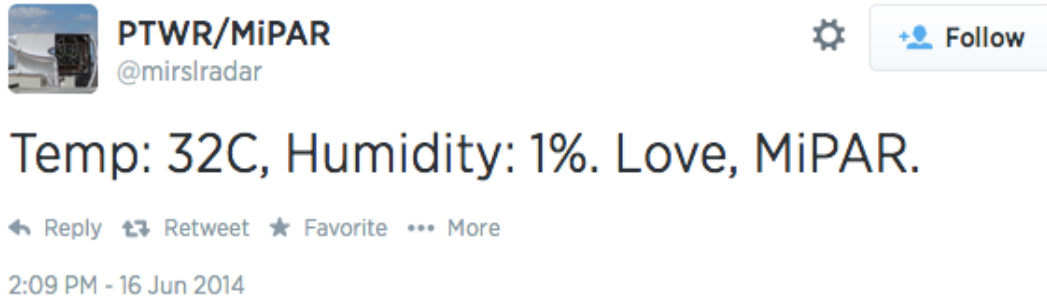 PTWR/MiPAR
@mirslradar
Follow
Temp: 32C, Humidity: 1%. Love, MiPAR.
Reply Retweet Favorite More
2:09 PM - 16 Jun 2014